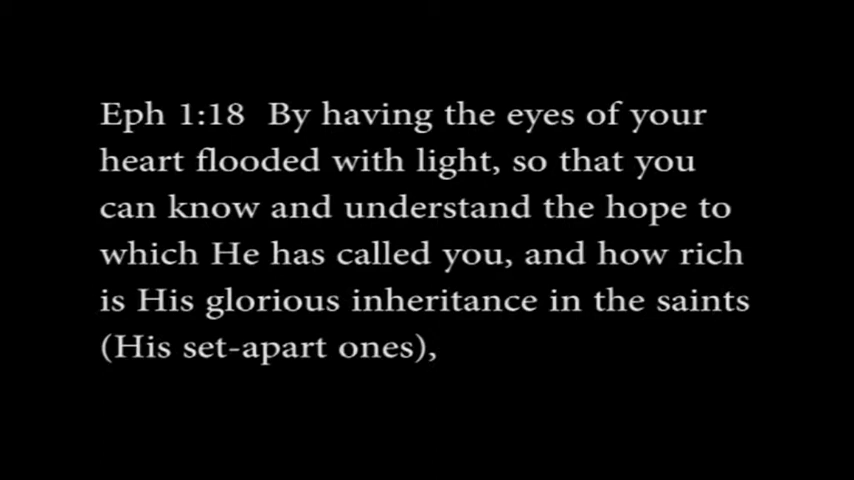 Eph 1:18 By having the eyes of your
heart flooded with light, so that you
can know and understand the hope to
which He has called you, and how rich
is His glorious inheritance in the saints
(His set-apart ones),